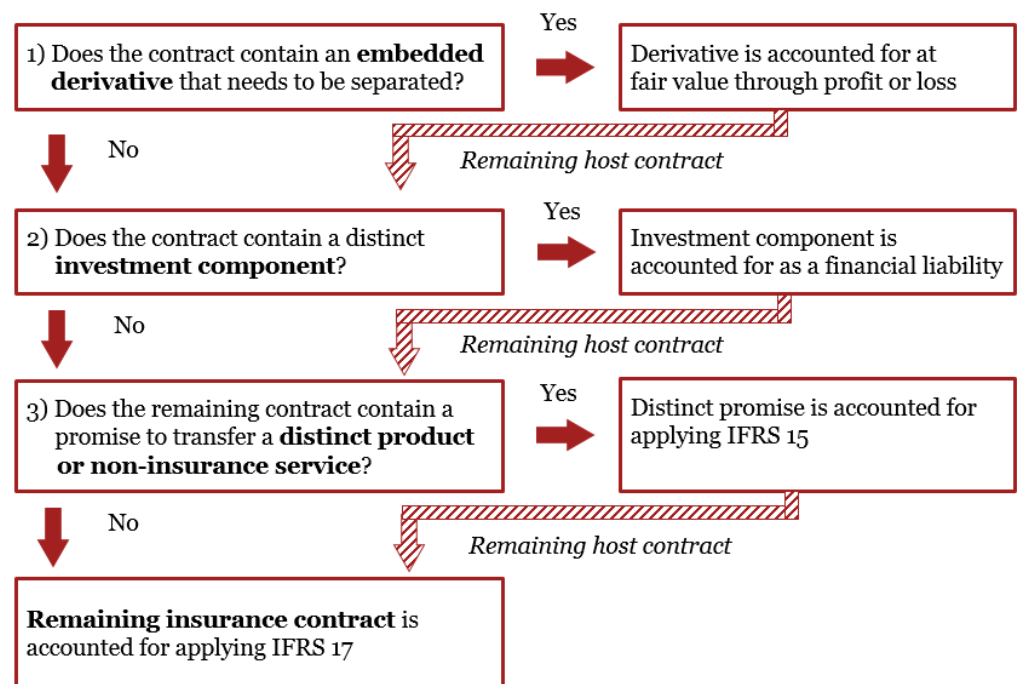 Yes
1) Does the contract contain an embedded
derivative that needs to be separated?
Derivative is accounted for at
fair value through profit or loss
No
Remaining host contract
Yes
2) Does the contract contain a distinct
investment component?
Investment component is
accounted for as a financial liability
No
Remaining host contract
Yes
3) Does the remaining contract contain a
promise to transfer a distinct product
or non-insurance service?
Distinct promise is accounted for
applying IFRS 15
No
Remaining host contract
Remaining insurance contract is
accounted for applying IFRS 17